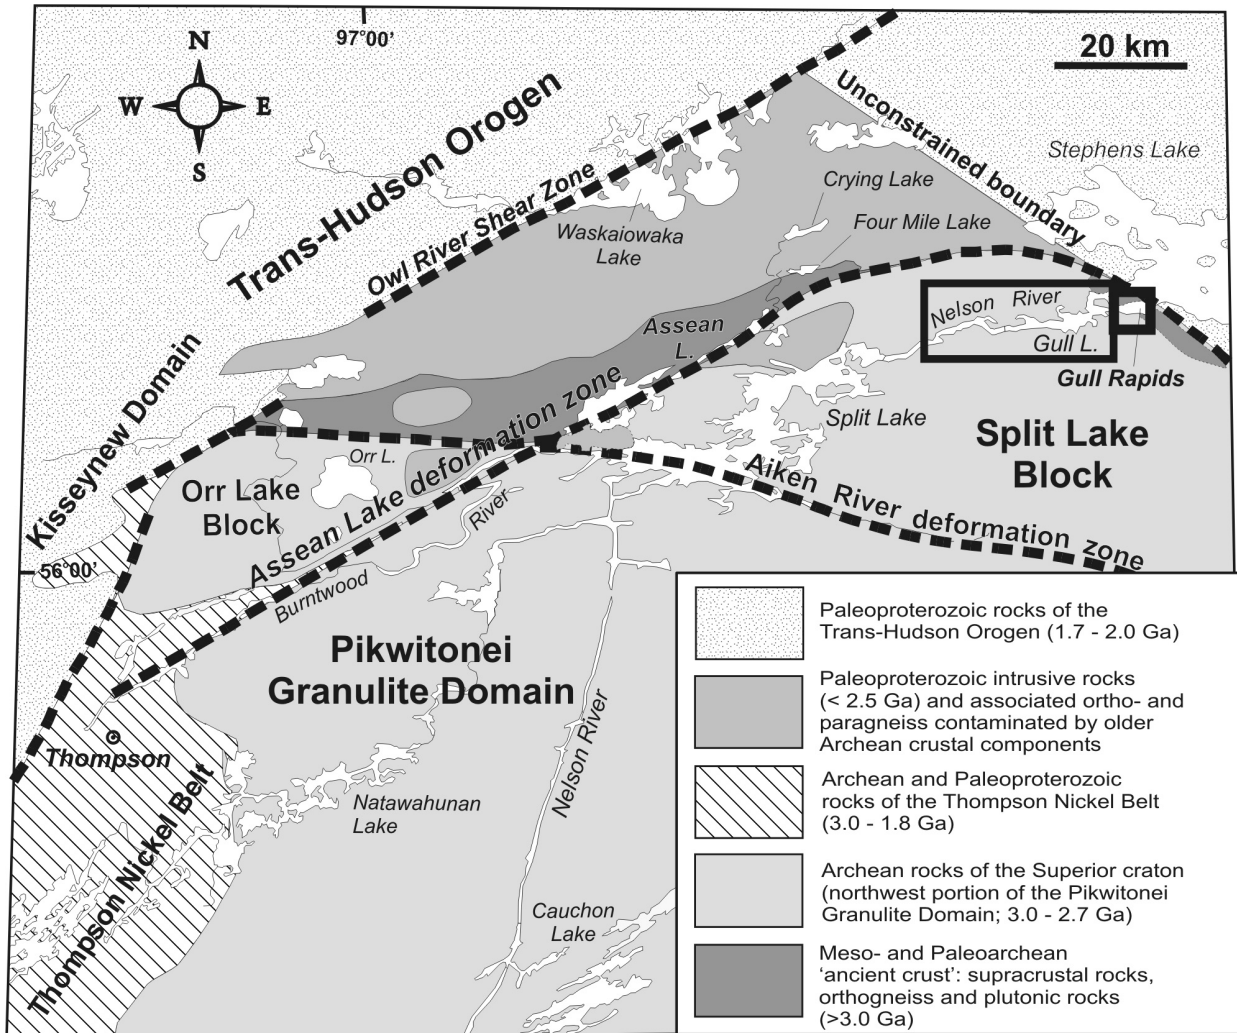 97°00'
N
W
E
S
20 km
Trans-Hudson Orogen
Owl River Shear Zone
Unconstrained boundary
Stephens Lake
Crying Lake
Four Mile Lake
Waskaiowaka
Lake
Assean
L.
Nelson River
Gull L.
Gull Rapids
Kisseynew Domain
Split Lake
Split Lake
Block
Orr L.
Orr Lake
Block
Assean Lake deformation zone
Aiken River deformation zone
River
Burntwood
56°00'
Pikwitonei
Granulite Domain
Thompson
Thompson Nickel Belt
Nelson River
Natawahunan
Lake
Cauchon
Lake
Paleoproterozoic rocks of the
Trans-Hudson Orogen (1.7 - 2.0 Ga)
Paleoproterozoic intrusive rocks
(< 2.5 Ga) and associated ortho- and
paragneiss contaminated by older
Archean crustal components
Archean and Paleoproterozoic
rocks of the Thompson Nickel Belt
(3.0 - 1.8 Ga)
Archean rocks of the Superior craton
(northwest portion of the Pikwitonei
Granulite Domain; 3.0 - 2.7 Ga)
Meso- and Paleoarchean
‘ancient crust’: supracrustal rocks,
orthogneiss and plutonic rocks
(>3.0 Ga)